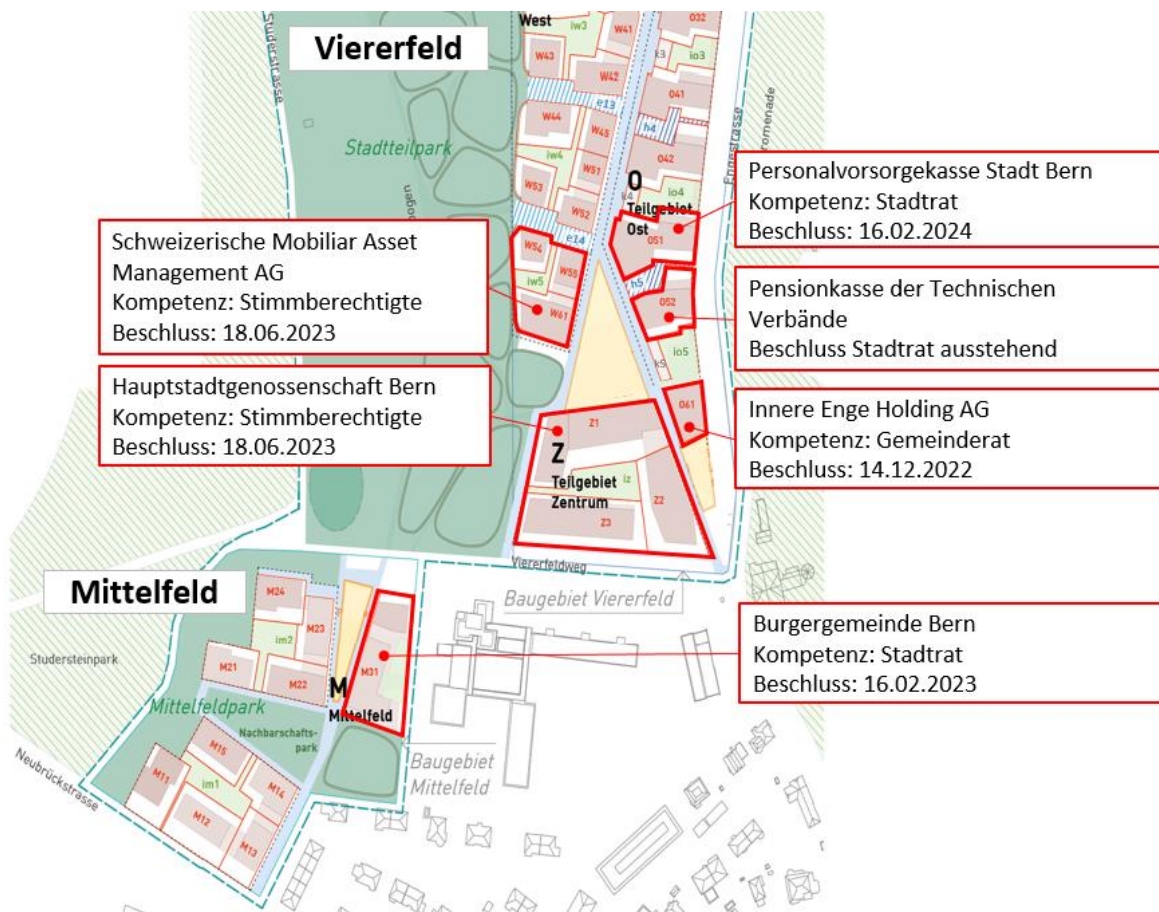 West
iw3
W41
O32
W43
k3
io3
Viererfeld
Studerstrasse
W42
O41
e13
W44
h4
W45
Stadtteilpark
iw4
O42
W51
W53
Engestrasse
O
io4
k4
Teilgebiet
Ost
W52
O51
e14
W54
iw5
W55
W61
h5
O52
io5
k5
O61
Personalvorsorgekasse Stadt Bern
Kompetenz: Stadtrat
Beschluss: 16.02.2024
Schweizerische Mobiliar Asset
Management AG
Kompetenz: Stimmberechtigte
Beschluss: 18.06.2023
Pensionkasse der Technischen
Verbände
Beschluss Stadtrat ausstehend
Hauptstadtgenossenschaft Bern
Kompetenz: Stimmberechtigte
Beschluss: 18.06.2023
Innere Enge Holding AG
Kompetenz: Gemeinderat
Beschluss: 14.12.2022
Z1
Z
Teilgebiet
Zentrum
iz
Z2
Z3
Viererfeldweg
Baugebiet Viererfeld
Mittelfeld
M24
M23
im2
M21
M22
M31
Studersteinpark
M
Mittelfeld
Mittelfeldpark
Nachbarschafts-
park
Burgergemeinde Bern
Kompetenz: Stadtrat
Beschluss: 16.02.2023
Baugebiet
Mittelfeld
Neubrückstrasse
M15
M11
im1
M14
M12
M13